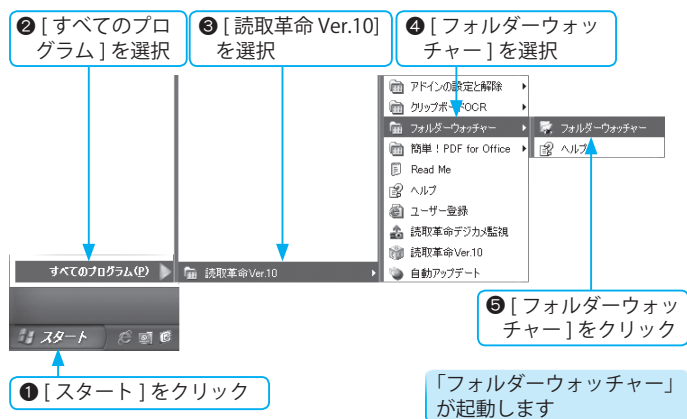 ❷ [ すべてのプロ
グラム ] を選択
❸ [ 読取革命 Ver.10]
を選択
❹ [ フォルダーウォッ
チャー ] を選択
アドインの設定と解除
クリップボードOCR
フォルダーウォッチャー
簡単！PDF for Office
Read Me
ヘルプ
ユーザー登録
読取革命デジカメ監視
読取革命Ver.10
自動アップデート
フォルダーウォッチャー
ヘルプ
すべてのプログラム(P)
読取革命Ver.10
❺ [ フォルダーウォッ
チャー ] をクリック
スタート
❶ [ スタート ] をクリック
「フォルダーウォッチャー」
が起動します